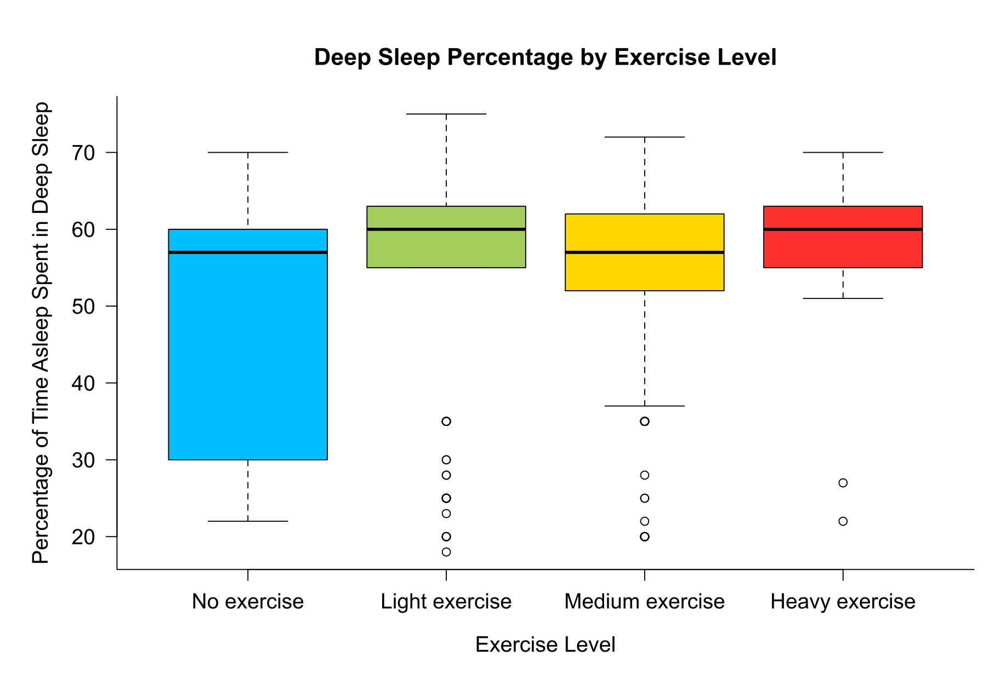 Deep Sleep Percentage by Exercise Level
Percentage of Time Asleep Spent in Deep Sleep
70
60
50
40
30
20
No exercise
Light exercise
Medium exercise
Heavy exercise
Exercise Level